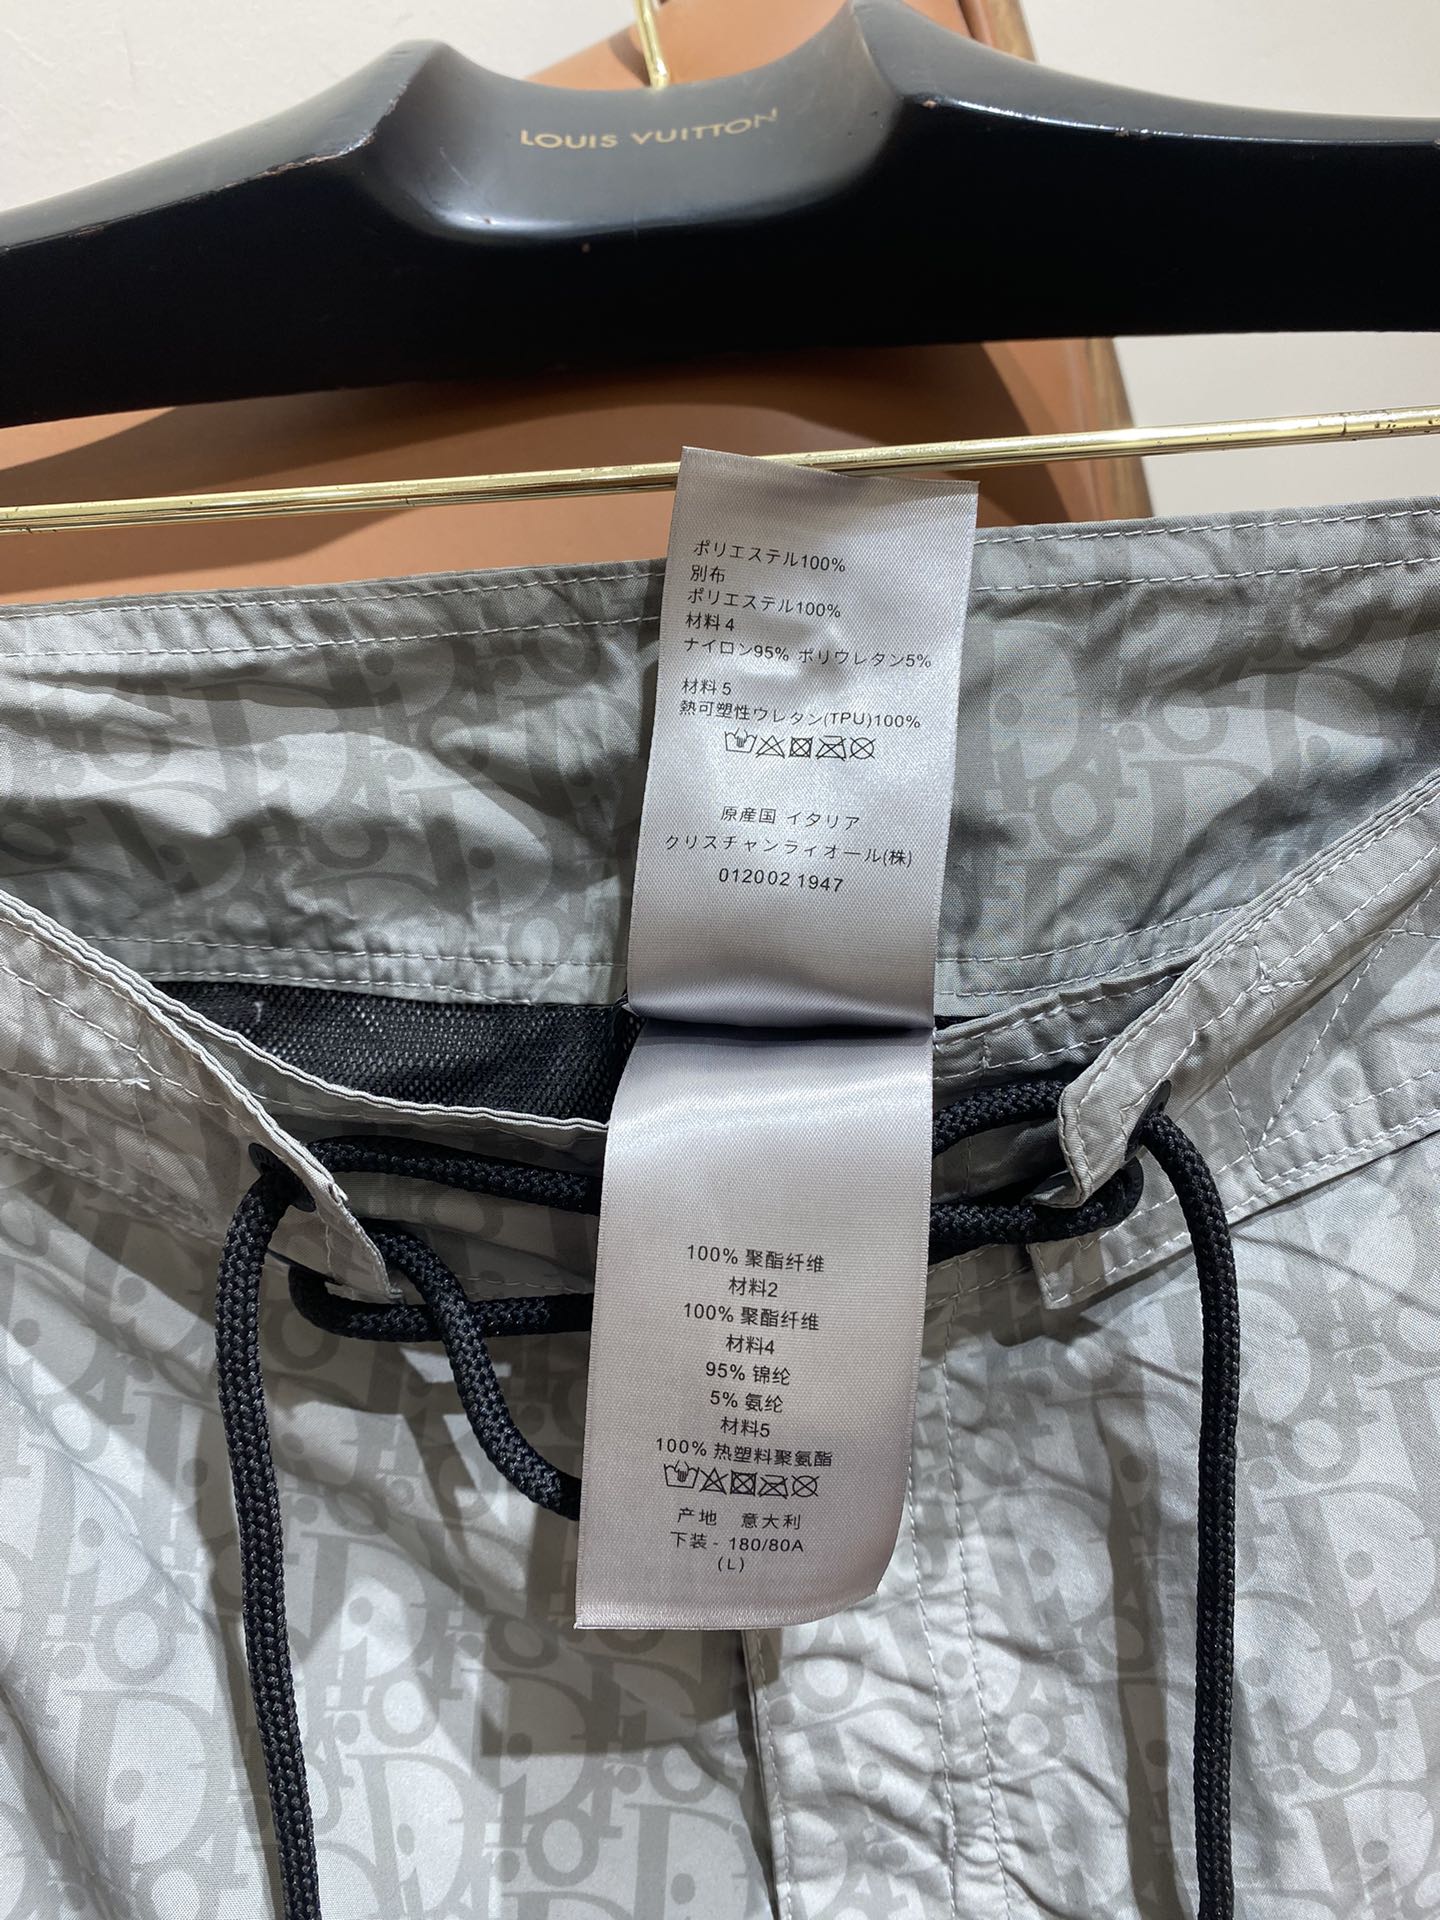 LOUIS VUITTON
ポリエステル100%
別布
ポリエステル100%
材料4
ナイロン95% ポリウレタン5%
材料5
熱可塑性ウレタン(TPU)100%
原産国 イタリア
クリスチャンライオール(株)
012002 1947
100% 聚酯纤维
材料2
100% 聚酯纤维
材料4
95% 锦纶
5% 氨纶
材料5
100% 热塑料聚氨酯
产地 意大利
下装 - 180/80A
(L)